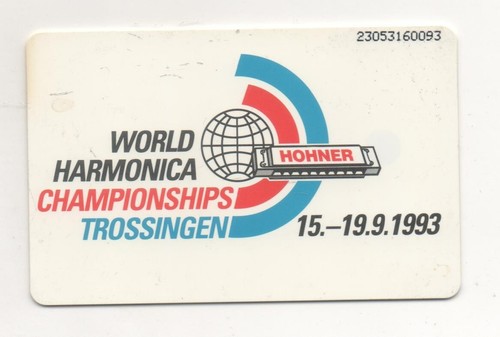 23053160093
WORLD
HARMONICA
CHAMPIONSHIPS
TROSSINGEN
HOHNER
15.–19.9.1993